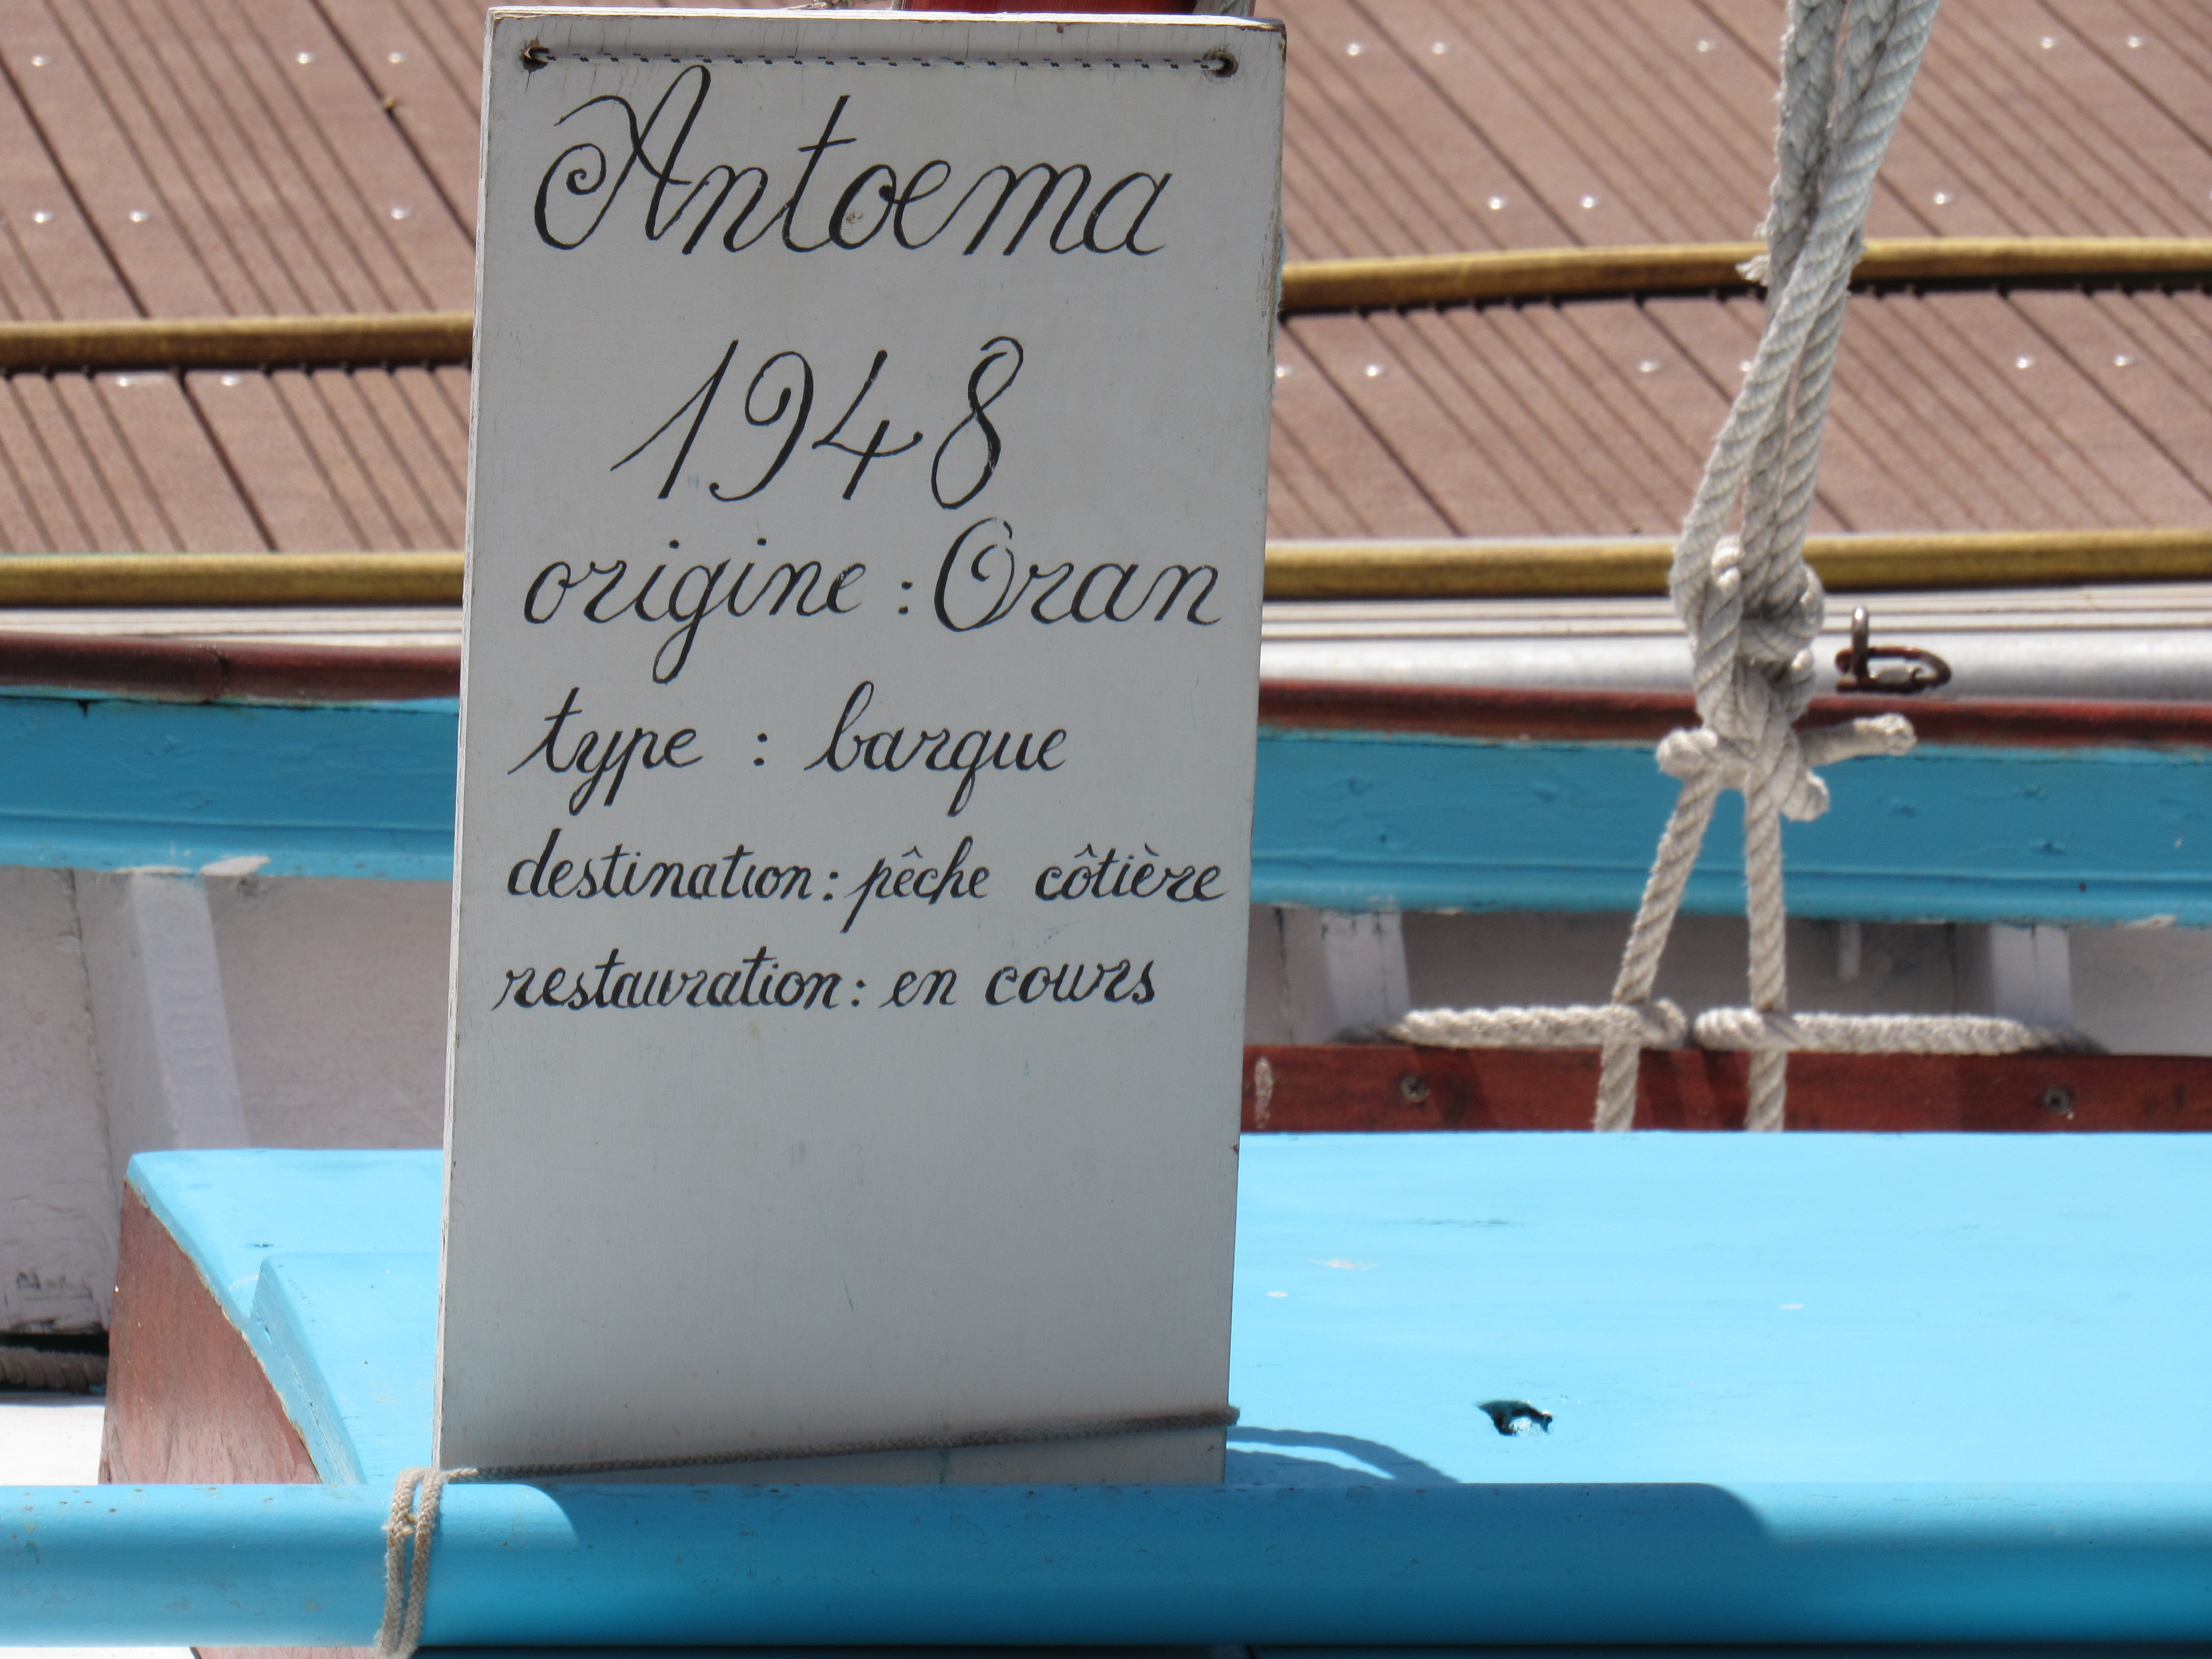 Antoema
1948
origine : Oran
type : barque
destination : pêche côtière
restauration : en cours